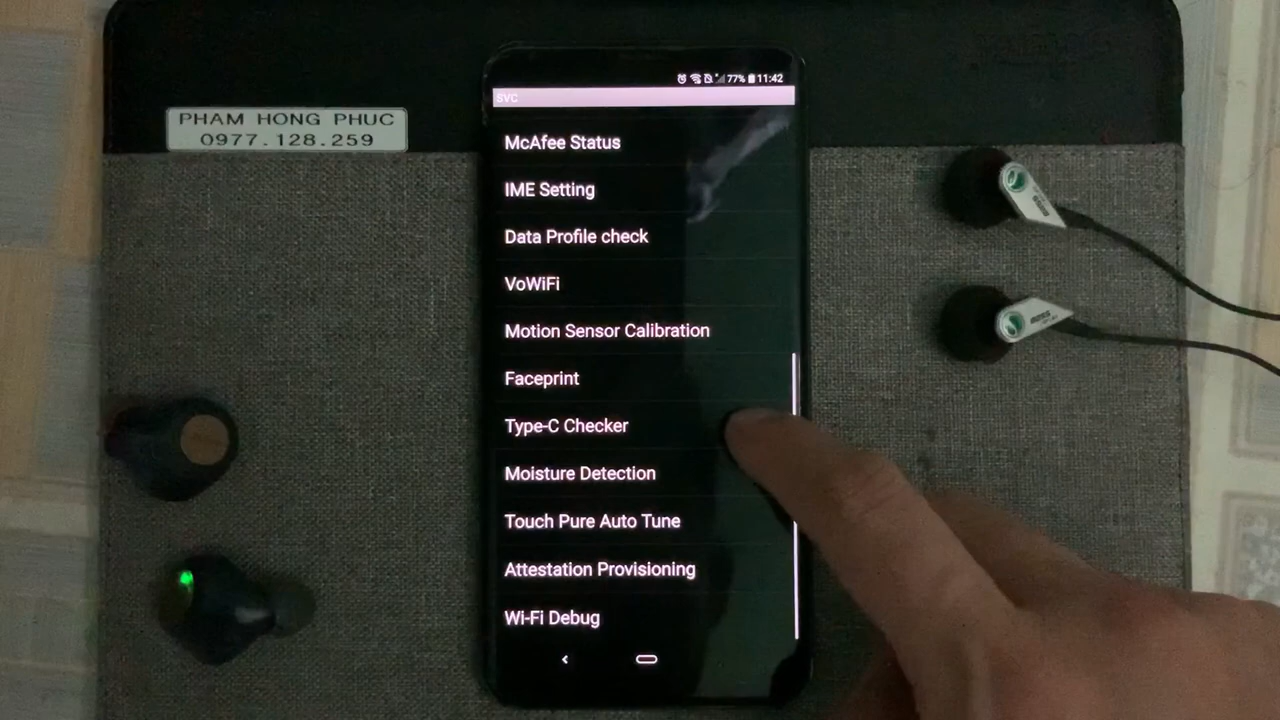 PHAM HONG PHUC
0977.128.259
77% 11:42
SVC
McAfee Status
IME Setting
Data Profile check
VoWiFi
Motion Sensor Calibration
Faceprint
Type-C Checker
Moisture Detection
Touch Pure Auto Tune
Attestation Provisioning
Wi-Fi Debug